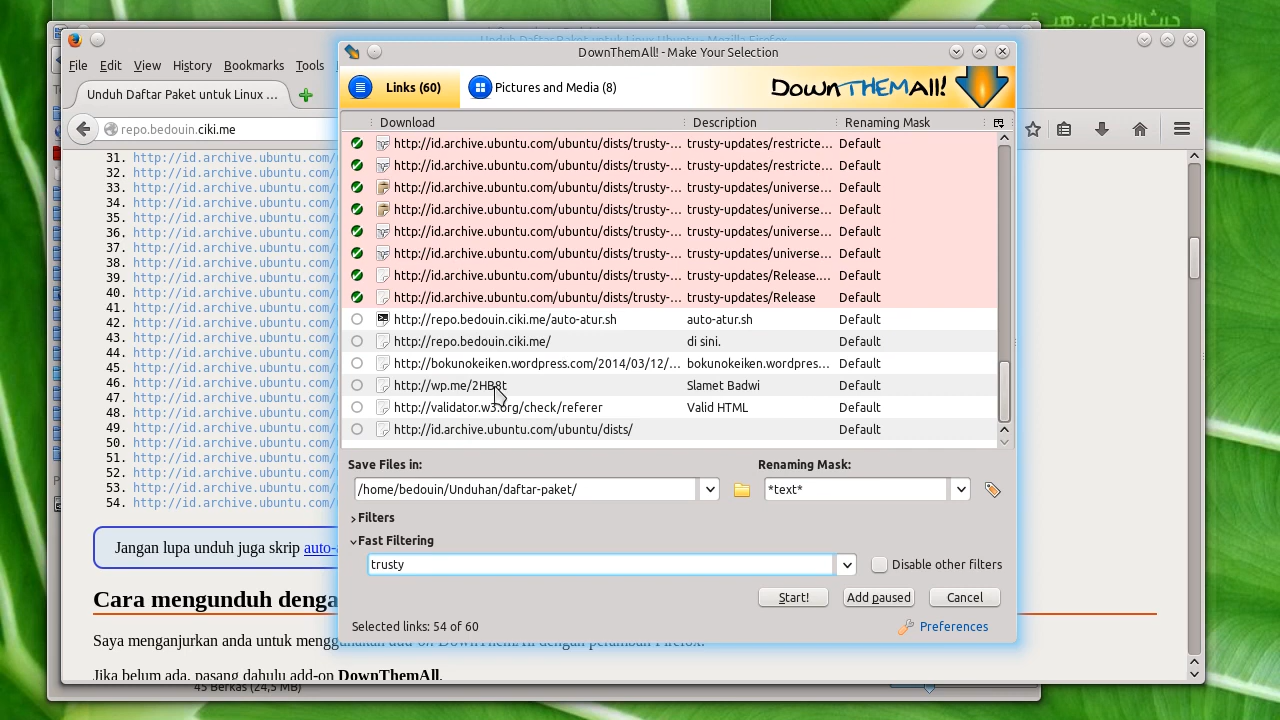 حيث الإبداع..هوية
Unduh Daftar Paket untuk Linux Ubuntu - Mozilla Firefox
DownThemAll! - Make Your Selection
File Edit View History Bookmarks Tools
Links (60)
Pictures and Media (8)
DownTHEMAll!
Unduh Daftar Paket untuk Linux ...
repo.bedouin.ciki.me
Download Description Renaming Mask
http://id.archive.ubuntu.com/ubuntu/dists/trusty-... trusty-updates/restricte... Default
http://id.archive.ubuntu.com/ubuntu/dists/trusty-... trusty-updates/restricte... Default
http://id.archive.ubuntu.com/ubuntu/dists/trusty-... trusty-updates/universe... Default
http://id.archive.ubuntu.com/ubuntu/dists/trusty-... trusty-updates/universe... Default
http://id.archive.ubuntu.com/ubuntu/dists/trusty-... trusty-updates/universe... Default
http://id.archive.ubuntu.com/ubuntu/dists/trusty-... trusty-updates/universe... Default
http://id.archive.ubuntu.com/ubuntu/dists/trusty-... trusty-updates/Release.... Default
http://id.archive.ubuntu.com/ubuntu/dists/trusty-... trusty-updates/Release Default
http://repo.bedouin.ciki.me/auto-atur.sh auto-atur.sh Default
http://repo.bedouin.ciki.me/ di sini. Default
http://bokunokeiken.wordpress.com/2014/03/12/... bokunokeiken.wordpres... Default
http://wp.me/2HB8t Slamet Badwi Default
http://validator.w3.org/check/referer Valid HTML Default
http://id.archive.ubuntu.com/ubuntu/dists/ Default
Save Files in: Renaming Mask:
/home/bedouin/Unduhan/daftar-paket/ *text*
Filters
Fast Filtering
trusty Disable other filters
Start! Add paused Cancel
Selected links: 54 of 60 Preferences
31. http://id.archive.ubuntu.com/
32. http://id.archive.ubuntu.com/
33. http://id.archive.ubuntu.com/
34. http://id.archive.ubuntu.com/
35. http://id.archive.ubuntu.com/
36. http://id.archive.ubuntu.com/
37. http://id.archive.ubuntu.com/
38. http://id.archive.ubuntu.com/
39. http://id.archive.ubuntu.com/
40. http://id.archive.ubuntu.com/
41. http://id.archive.ubuntu.com/
42. http://id.archive.ubuntu.com/
43. http://id.archive.ubuntu.com/
44. http://id.archive.ubuntu.com/
45. http://id.archive.ubuntu.com/
46. http://id.archive.ubuntu.com/
47. http://id.archive.ubuntu.com/
48. http://id.archive.ubuntu.com/
49. http://id.archive.ubuntu.com/
50. http://id.archive.ubuntu.com/
51. http://id.archive.ubuntu.com/
52. http://id.archive.ubuntu.com/
53. http://id.archive.ubuntu.com/
54. http://id.archive.ubuntu.com/
Jangan lupa unduh juga skrip auto-a
Cara mengunduh denga
Saya menganjurkan anda untuk menggunakan add-on DownThemAll dengan peramban Firefox.
Jika belum ada, pasang dahulu add-on DownThemAll.
45 Berkas (24,5 MB)